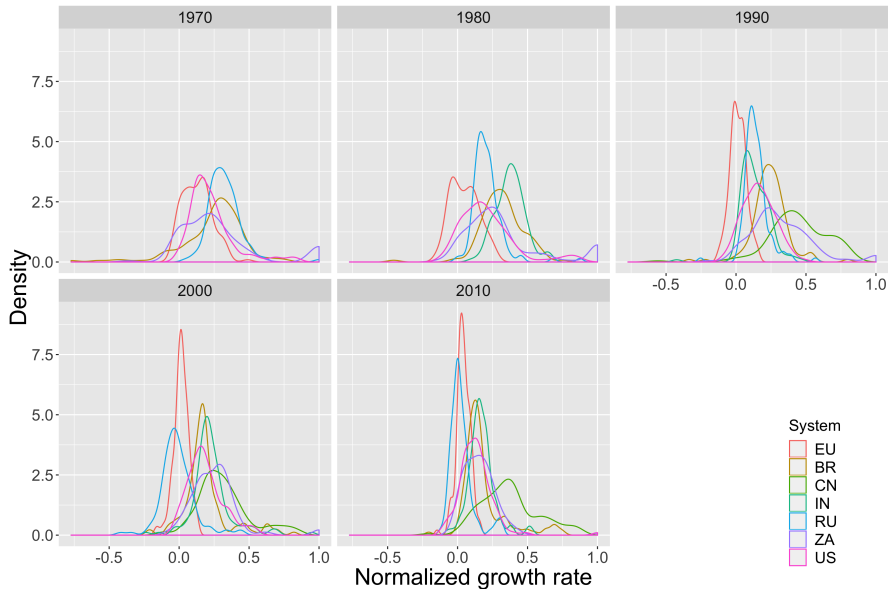 1970 1980 1990
7.5
5.0
2.5
0.0
-0.5 0.0 0.5 1.0
2000 2010
7.5
5.0
2.5
0.0
-0.5 0.0 0.5 1.0 -0.5 0.0 0.5 1.0
Density
Normalized growth rate
System
EU
BR
CN
IN
RU
ZA
US